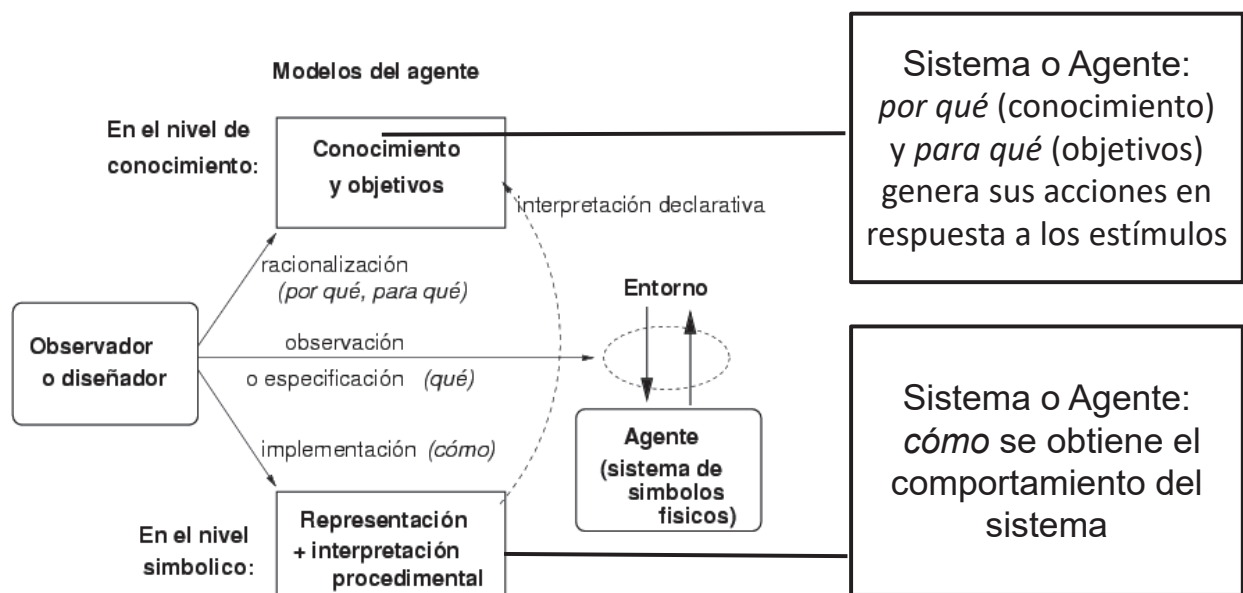 Modelos del agente
En el nivel de
conocimiento:
Conocimiento
y objetivos
interpretación declarativa
racionalización
(por qué, para qué)
Observador
o diseñador
observación
o especificación (qué)
implementación (cómo)
Entorno
Agente
(sistema de
simbolos
fisicos)
En el nivel
simbolico:
Representación
+ interpretación
procedimental
Sistema o Agente:
por qué (conocimiento)
y para qué (objetivos)
genera sus acciones en
respuesta a los estímulos
Sistema o Agente:
cómo se obtiene el
comportamiento del
sistema